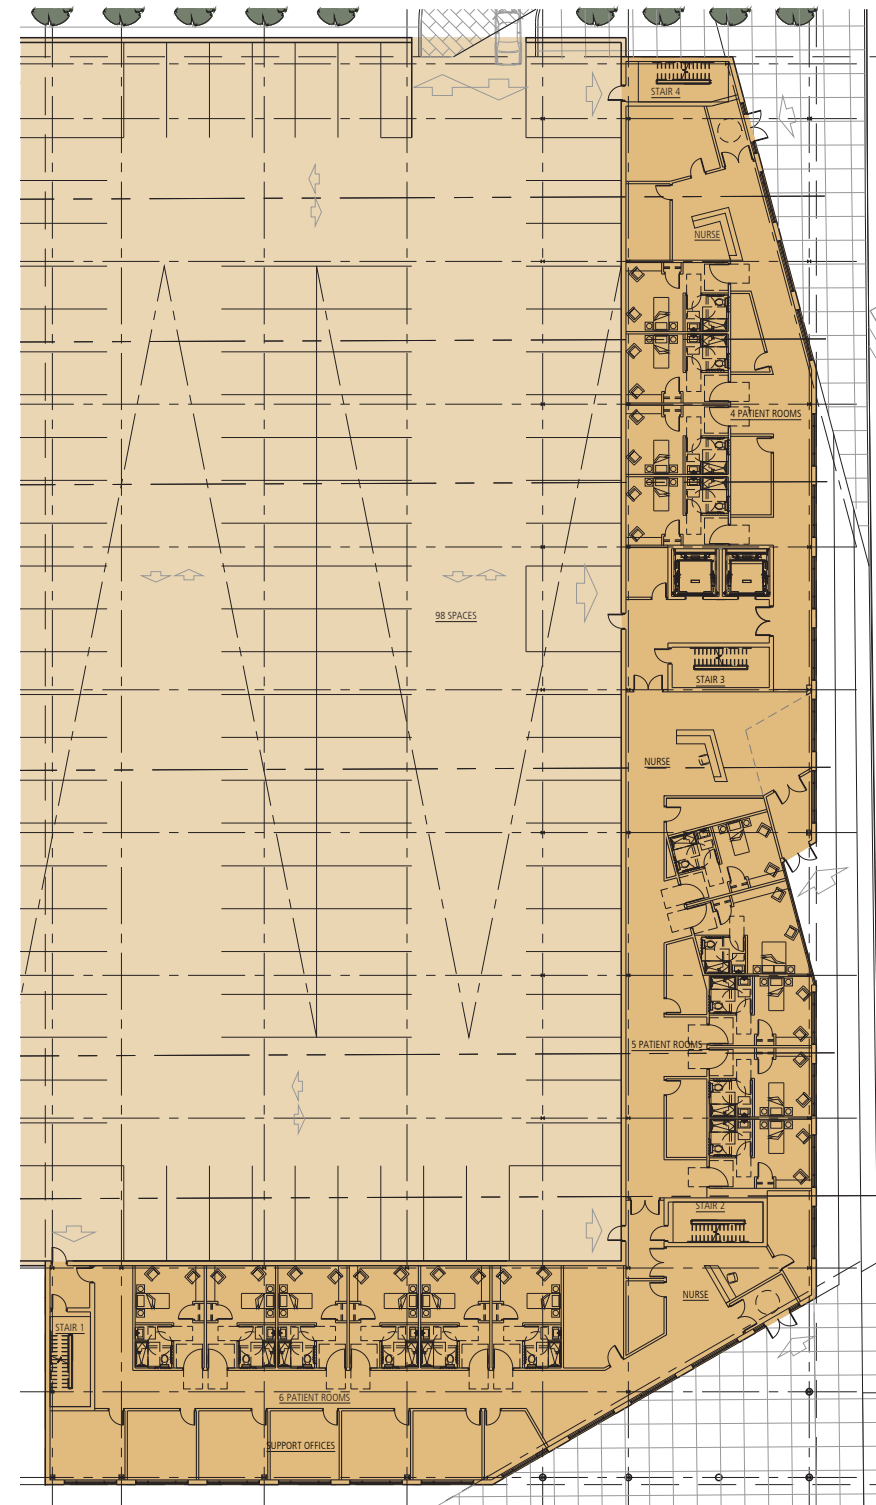 STAIR 4
NURSE
4 PATIENT ROOMS
98 SPACES
STAIR 3
NURSE
5 PATIENT ROOMS
STAIR 2
NURSE
STAIR 1
6 PATIENT ROOMS
SUPPORT OFFICES